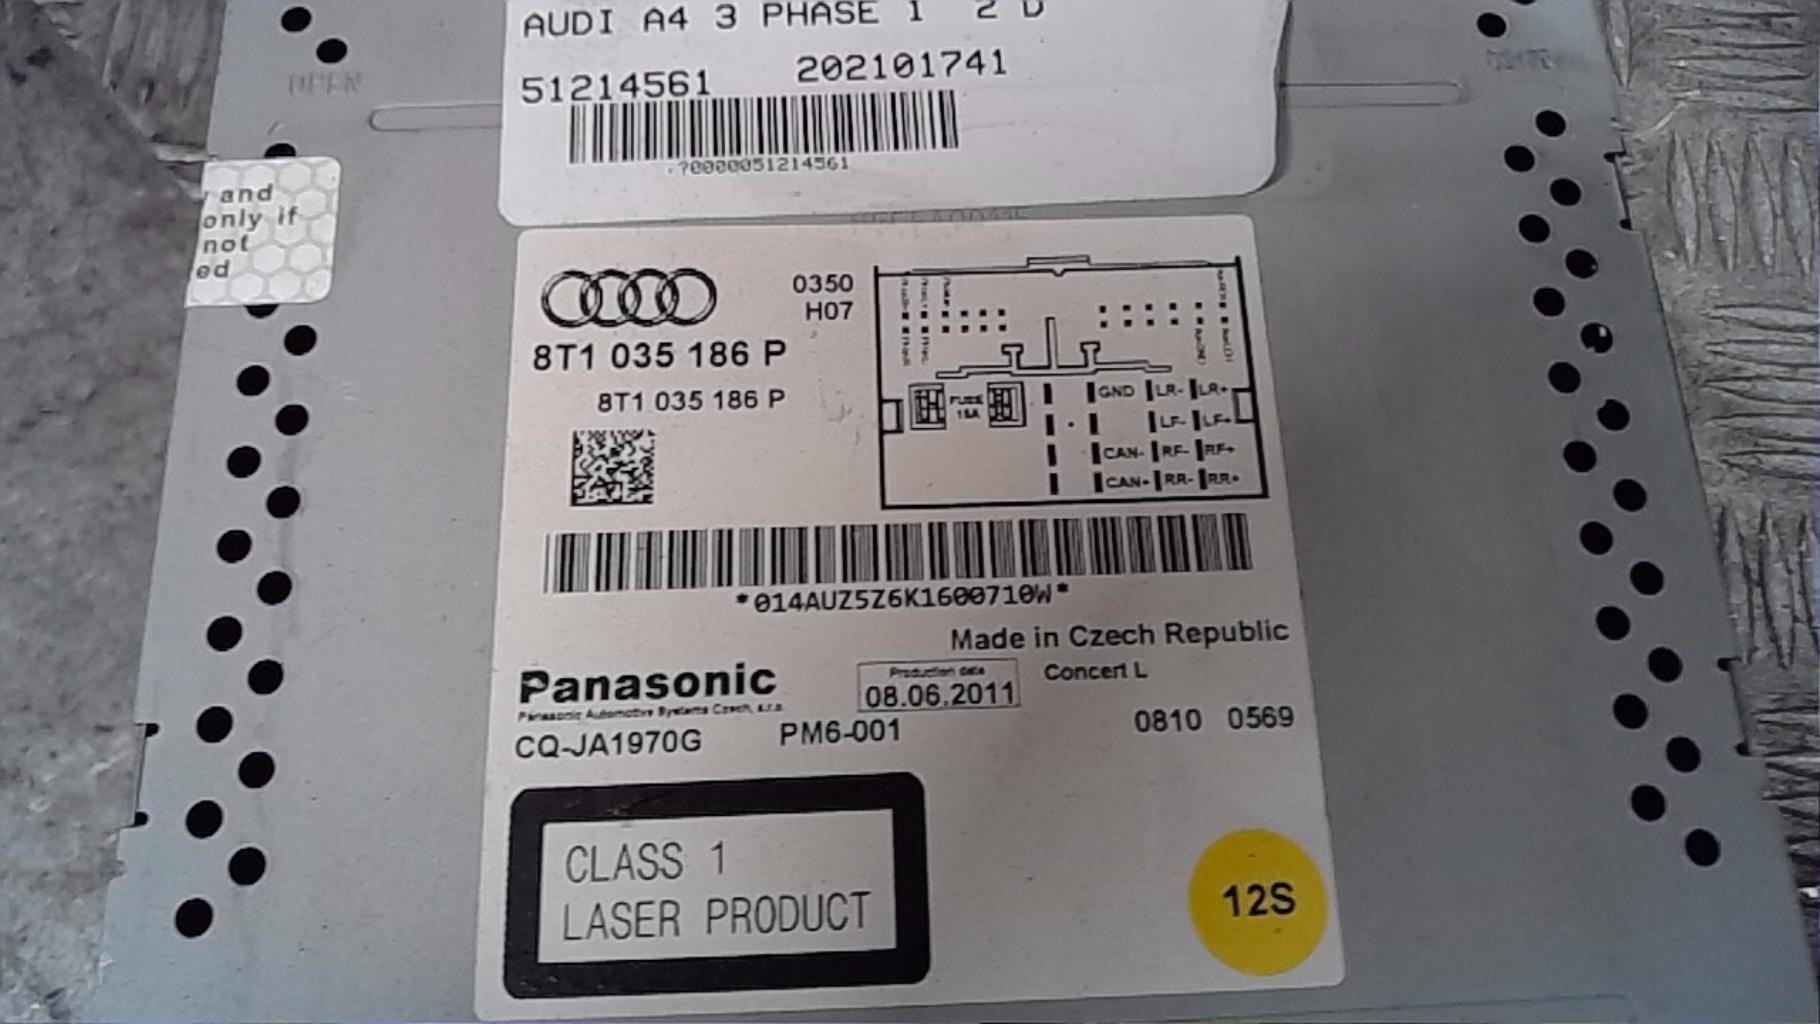 AUDI A4 3 PHASE 1 2 D
51214561 202101741
51214561
OPEN
and
only if
not
ed
0350
H07
8T1 035 186 P
8T1 035 186 P
FUSE
15A
GND LR- LR+
LF- LF+
CAN- RF- RF+
CAN+ RR- RR+
*014AUZ5Z6K1600710W*
Made in Czech Republic
Panasonic
Production date
08.06.2011
Concert L
Panasonic Automotive Systems Czech, s.r.o.
CQ-JA1970G
PM6-001
0810 0569
CLASS 1
LASER PRODUCT
12S